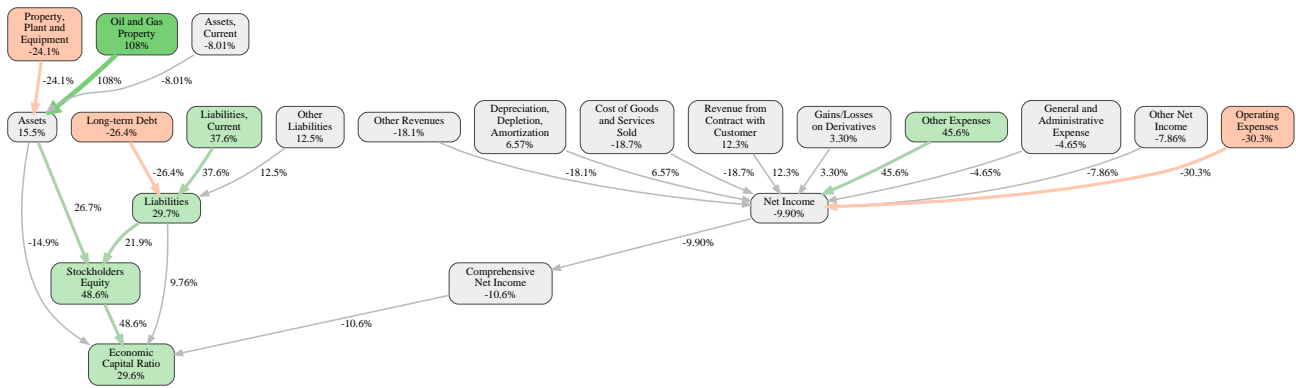 Property,
Plant and
Equipment
-24.1%
Oil and Gas
Property
108%
Assets,
Current
-8.01%
-24.1%
108%
-8.01%
Assets
15.5%
Long-term Debt
-26.4%
Liabilities,
Current
37.6%
Other
Liabilities
12.5%
Other Revenues
-18.1%
Depreciation,
Depletion,
Amortization
6.57%
Cost of Goods
and Services
Sold
-18.7%
Revenue from
Contract with
Customer
12.3%
Gains/Losses
on Derivatives
3.30%
Other Expenses
45.6%
General and
Administrative
Expense
-4.65%
Other Net
Income
-7.86%
Operating
Expenses
-30.3%
-26.4%
37.6%
12.5%
-18.1%
6.57%
-18.7%
12.3%
3.30%
45.6%
-4.65%
-7.86%
-30.3%
Liabilities
29.7%
Net Income
-9.90%
26.7%
-14.9%
21.9%
9.76%
-9.90%
Stockholders
Equity
48.6%
Comprehensive
Net Income
-10.6%
48.6%
-10.6%
Economic
Capital Ratio
29.6%